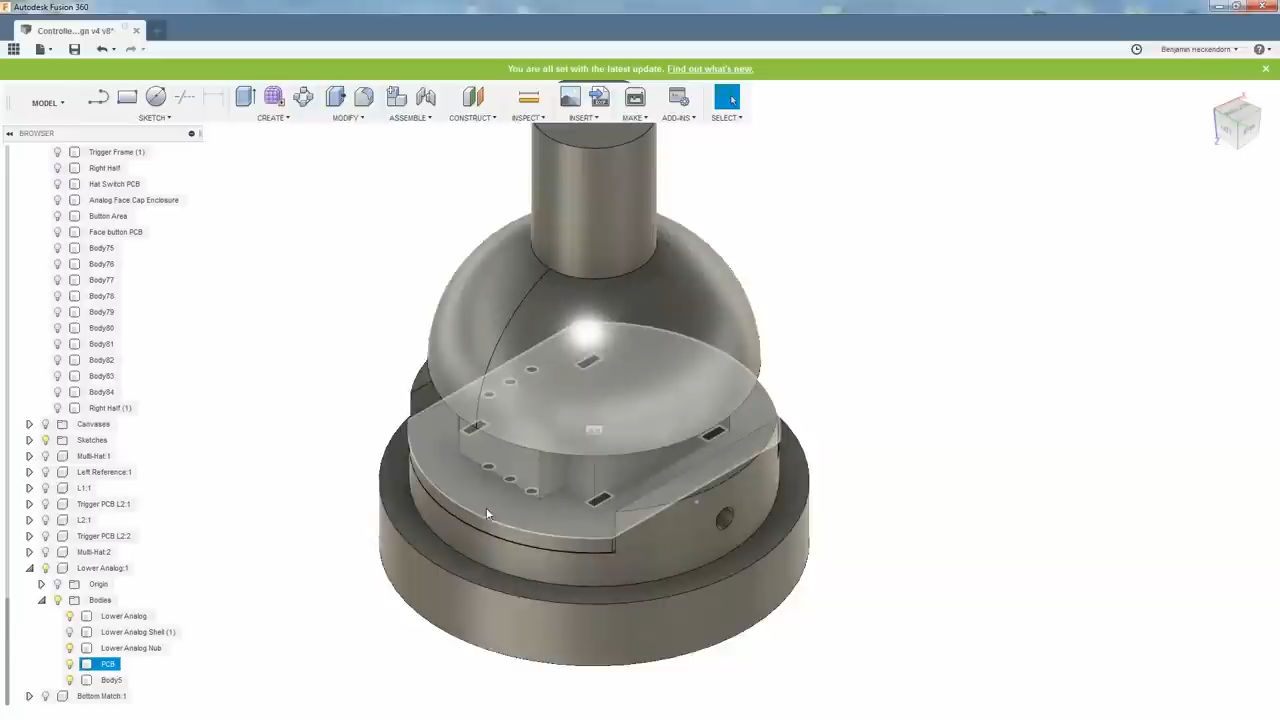 Autodesk Fusion 360
Controlle...gn v4 v8*
Benjamin Heckendorn
You are all set with the latest update. Find out what's new.
MODEL
SKETCH
CREATE
MODIFY
ASSEMBLE
CONSTRUCT
INSPECT
INSERT
MAKE
ADD-INS
SELECT
BROWSER
Trigger Frame (1)
Right Half
Hat Switch PCB
Analog Face Cap Enclosure
Button Area
Face button PCB
Body75
Body76
Body77
Body78
Body79
Body80
Body81
Body82
Body83
Body84
Right Half (1)
Canvases
Sketches
Multi-Hat:1
Left Reference:1
L1:1
Trigger PCB L2:1
L2:1
Trigger PCB L2:2
Multi-Hat:2
Lower Analog:1
Origin
Bodies
Lower Analog
Lower Analog Shell (1)
Lower Analog Nub
PCB
Body5
Bottom Match:1